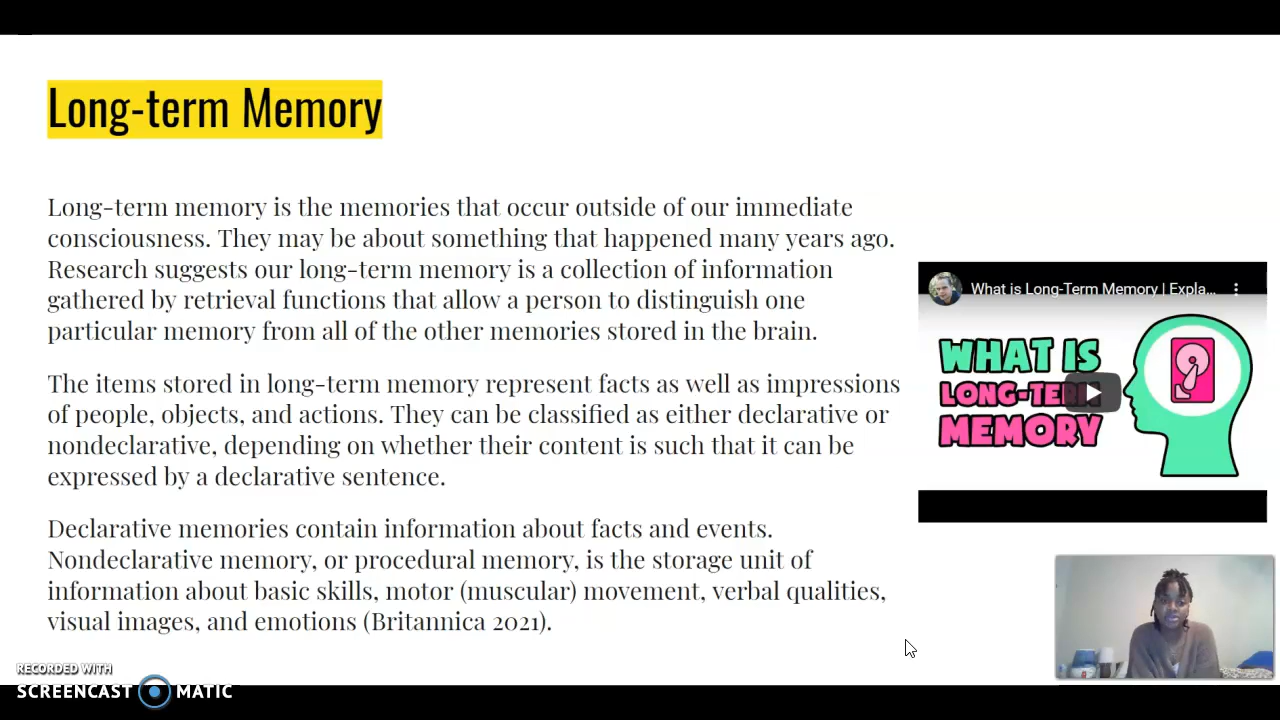 Long-term Memory
Long-term memory is the memories that occur outside of our immediate
consciousness. They may be about something that happened many years ago.
Research suggests our long-term memory is a collection of information
gathered by retrieval functions that allow a person to distinguish one
particular memory from all of the other memories stored in the brain.
The items stored in long-term memory represent facts as well as impressions
of people, objects, and actions. They can be classified as either declarative or
nondeclarative, depending on whether their content is such that it can be
expressed by a declarative sentence.
Declarative memories contain information about facts and events.
Nondeclarative memory, or procedural memory, is the storage unit of
information about basic skills, motor (muscular) movement, verbal qualities,
visual images, and emotions (Britannica 2021).
What is Long-Term Memory | Expla...
WHAT IS
LONG-TERM
MEMORY
RECORDED WITH
SCREENCAST MATIC